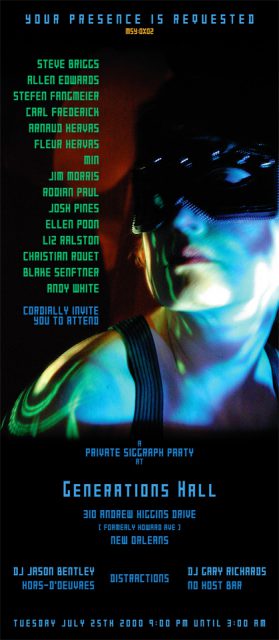 YOUR PRESENCE IS REQUESTED
MSY:0X02
STEVE BRIGGS
ALLEN EDWARDS
STEFEN FANGMEIER
CARL FREDERICK
ARNAUD HERVAS
FLEUR HERVAS
MIN
JIM MORRIS
RODIAN PAUL
JOSH PINES
ELLEN POON
LIZ RALSTON
CHRISTIAN ROUET
BLAKE SENFTNER
ANDY WHITE
CORDIALLY INVITE
YOU TO ATTEND
A
PRIVATE SIGGRAPH PARTY
AT
GENERATIONS HALL
310 ANDREW HIGGINS DRIVE
( FORMERLY HOWARD AVE )
NEW ORLEANS
DJ JASON BENTLEY
HORS-D'OEUVRES
DISTRACTIONS
DJ GARY RICHARDS
NO HOST BAR
TUESDAY JULY 25TH 2000 9:00 PM UNTIL 3:00 AM